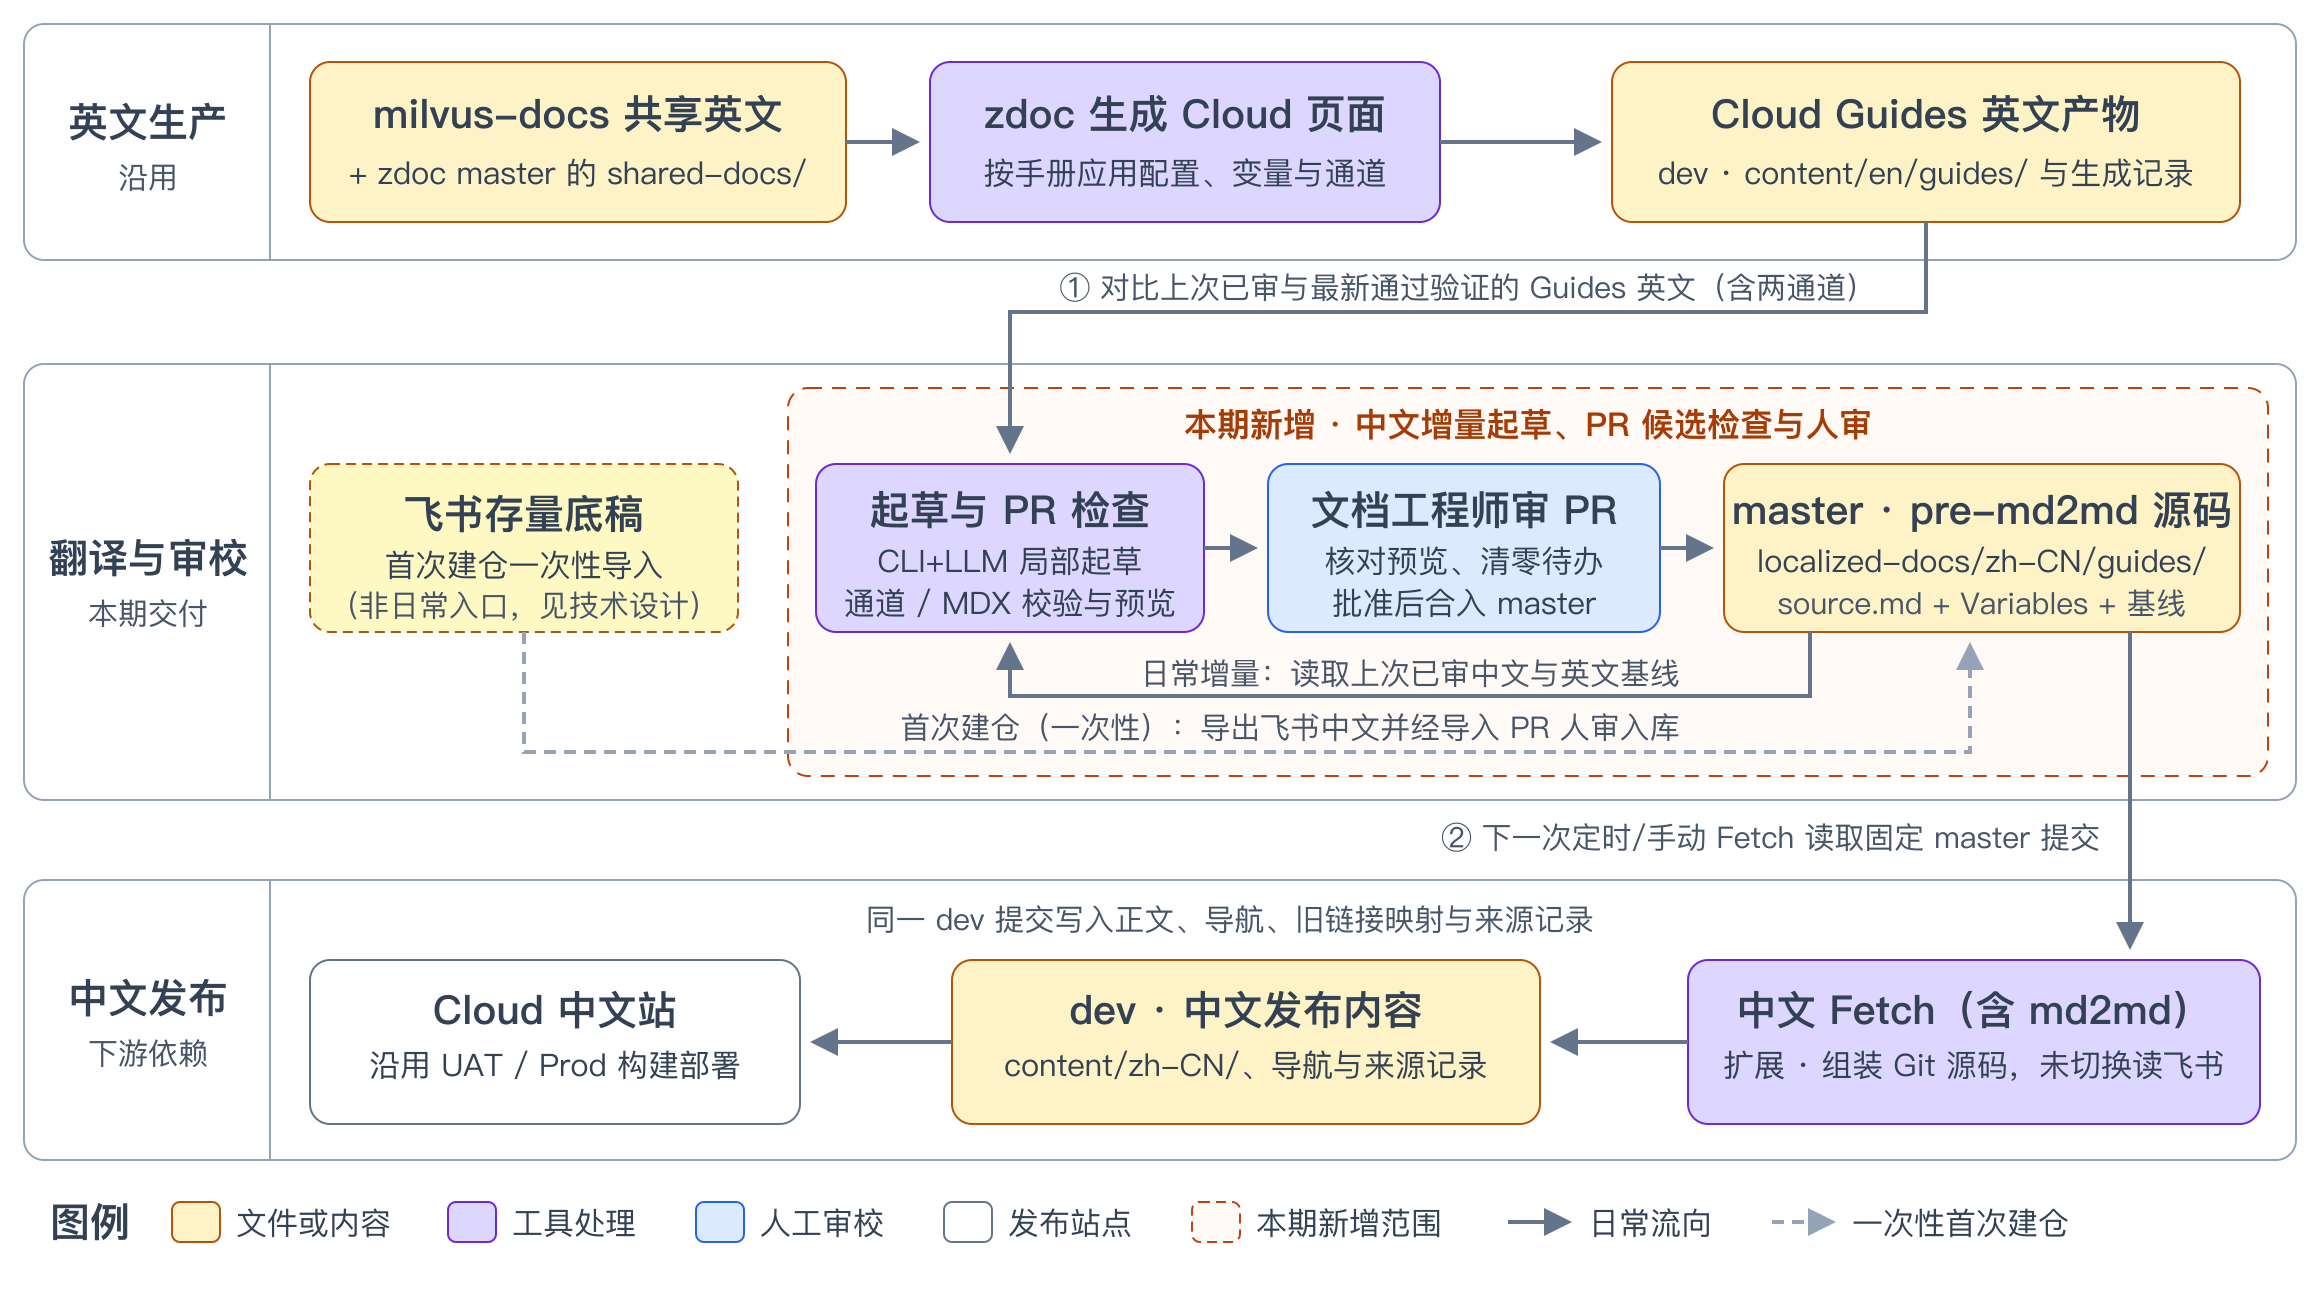 英文生产
沿用
milvus-docs 共享英文
+ zdoc master 的 shared-docs/
zdoc 生成 Cloud 页面
按手册应用配置、变量与通道
Cloud Guides 英文产物
dev · content/en/guides/ 与生成记录
① 对比上次已审与最新通过验证的 Guides 英文（含两通道）
翻译与审校
本期交付
本期新增 · 中文增量起草、PR 候选检查与人审
飞书存量底稿
首次建仓一次性导入
（非日常入口，见技术设计）
起草与 PR 检查
CLI+LLM 局部起草
通道 / MDX 校验与预览
文档工程师审 PR
核对预览、清零待办
批准后合入 master
master · pre-md2md 源码
localized-docs/zh-CN/guides/
source.md + Variables + 基线
日常增量：读取上次已审中文与英文基线
首次建仓（一次性）：导出飞书中文并经导入 PR 人审入库
② 下一次定时/手动 Fetch 读取固定 master 提交
中文发布
下游依赖
同一 dev 提交写入正文、导航、旧链接映射与来源记录
Cloud 中文站
沿用 UAT / Prod 构建部署
dev · 中文发布内容
content/zh-CN/、导航与来源记录
中文 Fetch（含 md2md）
扩展 · 组装 Git 源码，未切换读飞书
图例
文件或内容
工具处理
人工审校
发布站点
本期新增范围
日常流向
一次性首次建仓